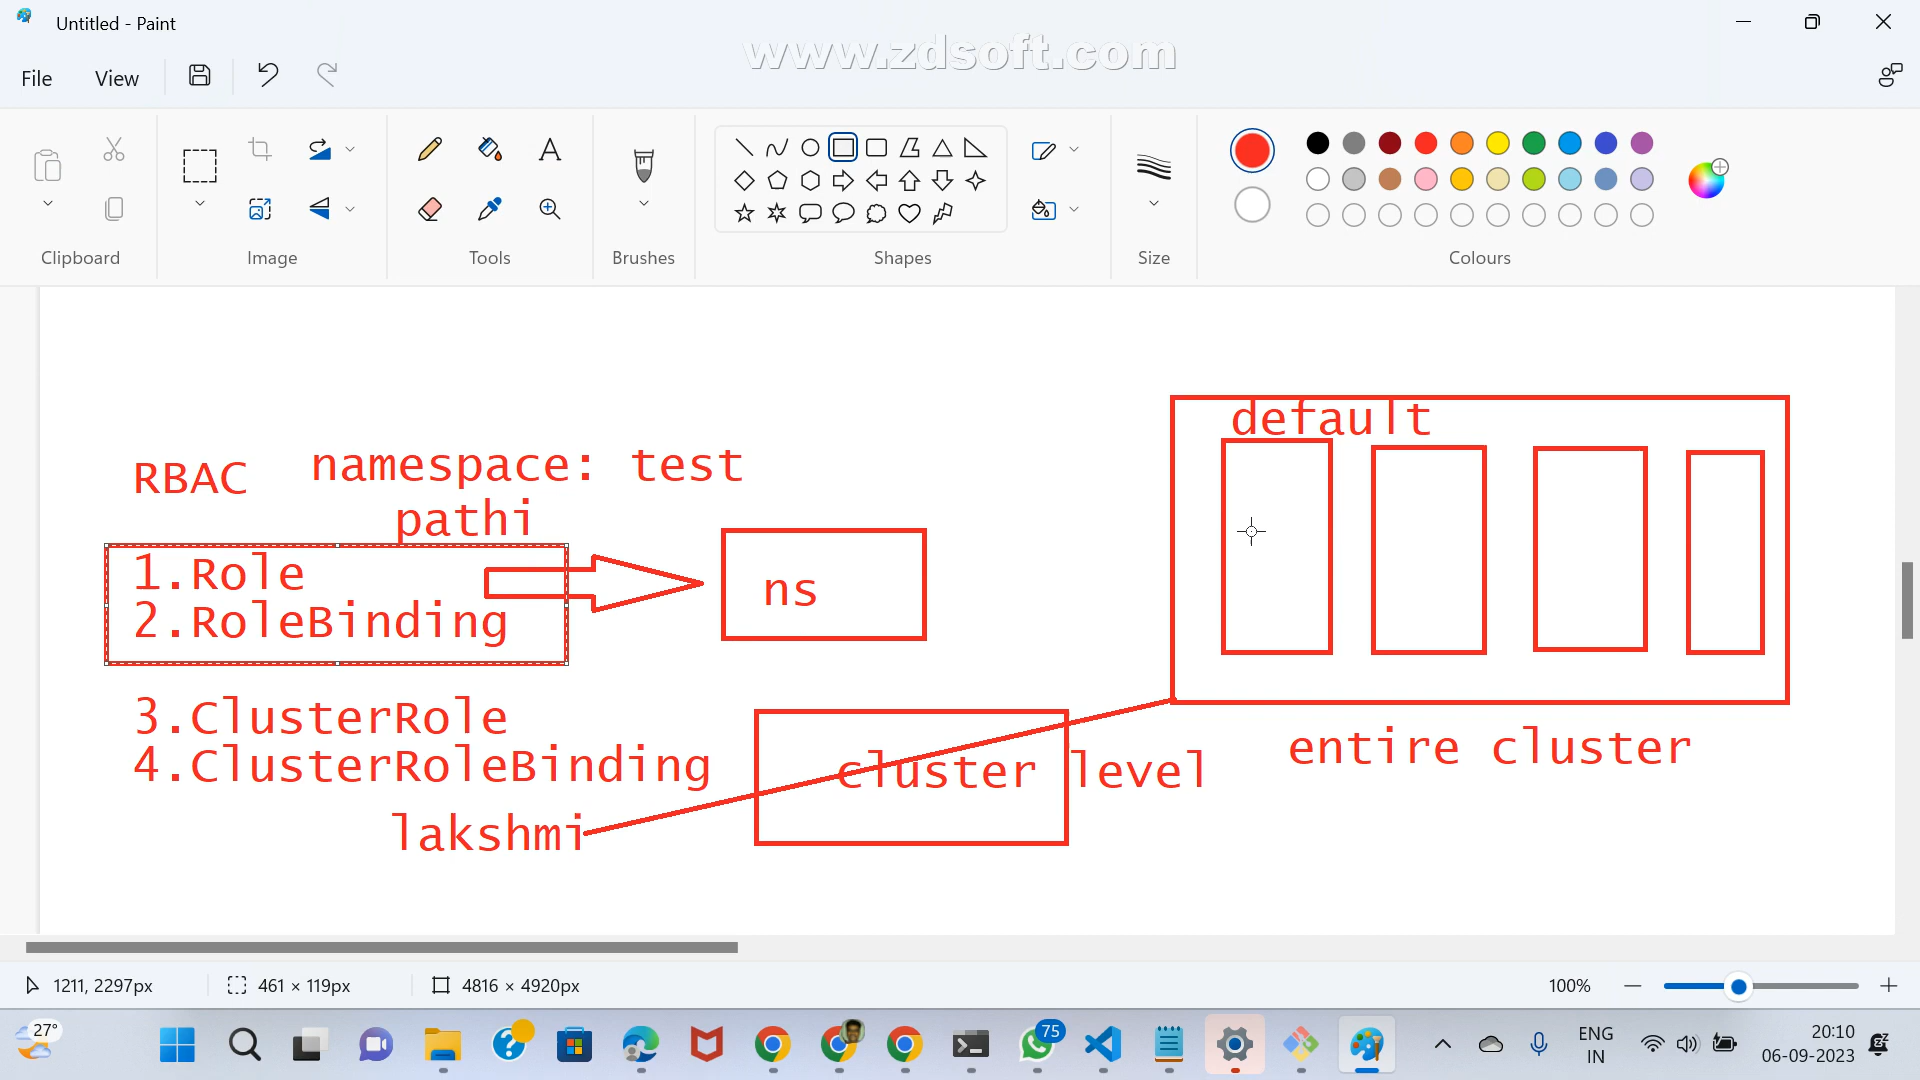 Untitled - Paint
www.zdsoft.com
File View
Clipboard Image Tools Brushes Shapes Size Colours
default
RBAC namespace: test
pathi
1.Role
2.RoleBinding
ns
3.ClusterRole
4.ClusterRoleBinding
cluster level
entire cluster
lakshmi
1211, 2297px 461 × 119px 4816 × 4920px 100%
27°
75
ENG
IN
20:10
06-09-2023